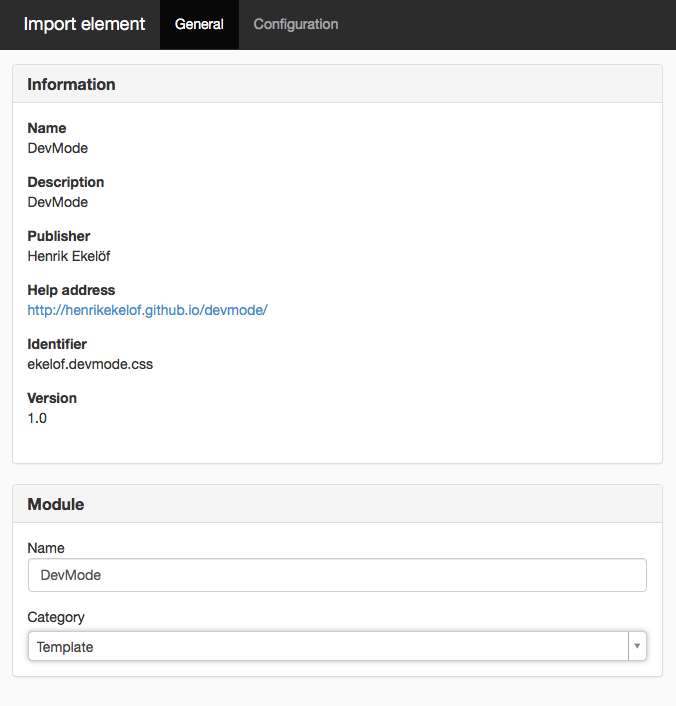 Import element General Configuration
Information
Name
DevMode
Description
DevMode
Publisher
Henrik Ekelöf
Help address
http://henrikekelof.github.io/devmode/
Identifier
ekelof.devmode.css
Version
1.0
Module
Name
DevMode
Category
Template